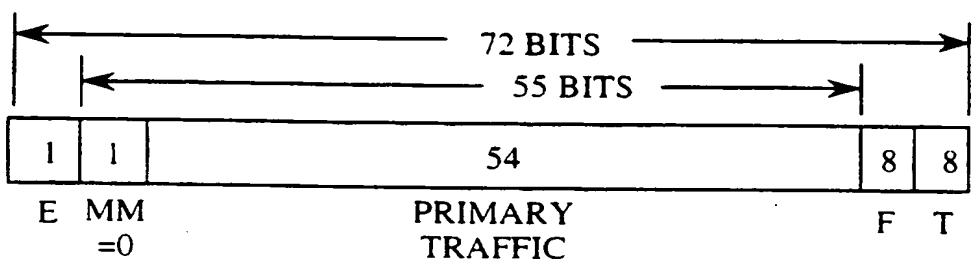 72 BITS
55 BITS
1 1 54 8 8
E MM =0 PRIMARY TRAFFIC F T